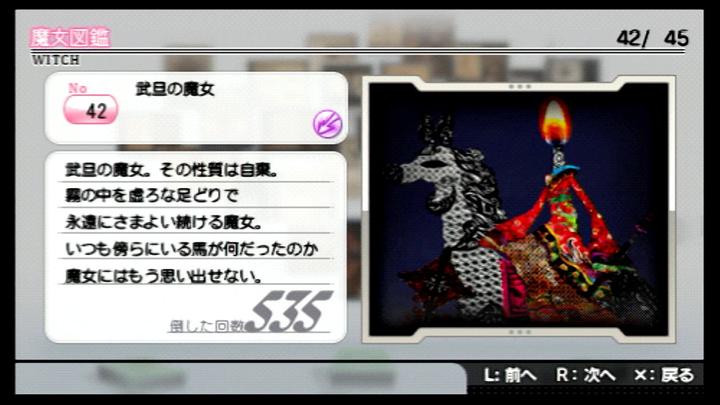 魔女図鑑
42/ 45
WITCH
No
42
武旦の魔女
武旦の魔女。その性質は自棄。
霧の中を虚ろな足どりで
永遠にさまよい続ける魔女。
いつも傍らにいる馬が何だったのか
魔女にはもう思い出せない。
倒した回数535
L: 前へ R: 次へ ×: 戻る